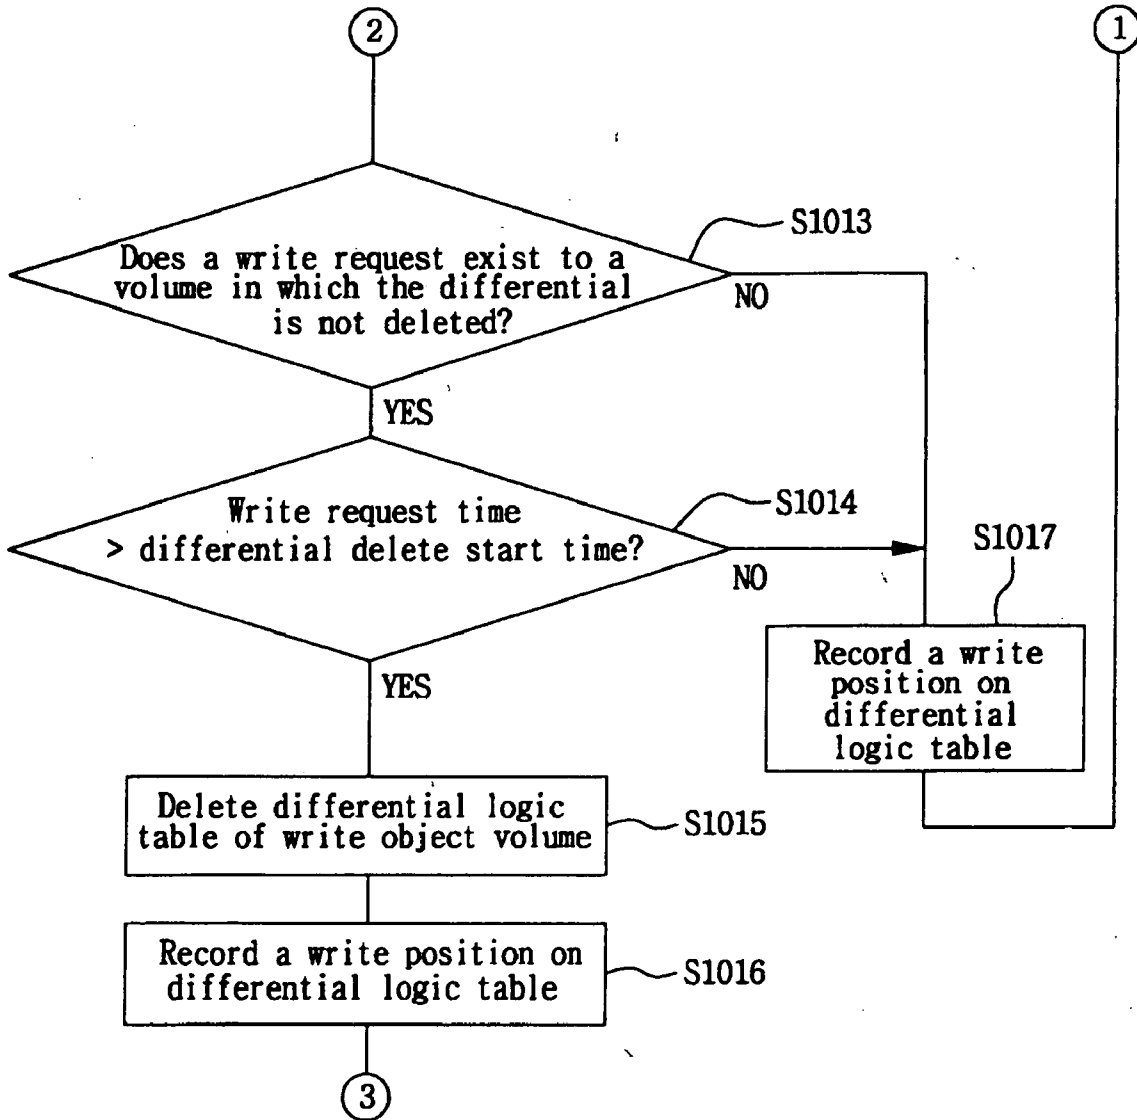 2
1
S1013
Does a write request exist to a
volume in which the differential
is not deleted?
NO
YES
S1014
Write request time
> differential delete start time?
NO
S1017
YES
Record a write
position on
differential
logic table
Delete differential logic
table of write object volume
S1015
Record a write position on
differential logic table
S1016
3